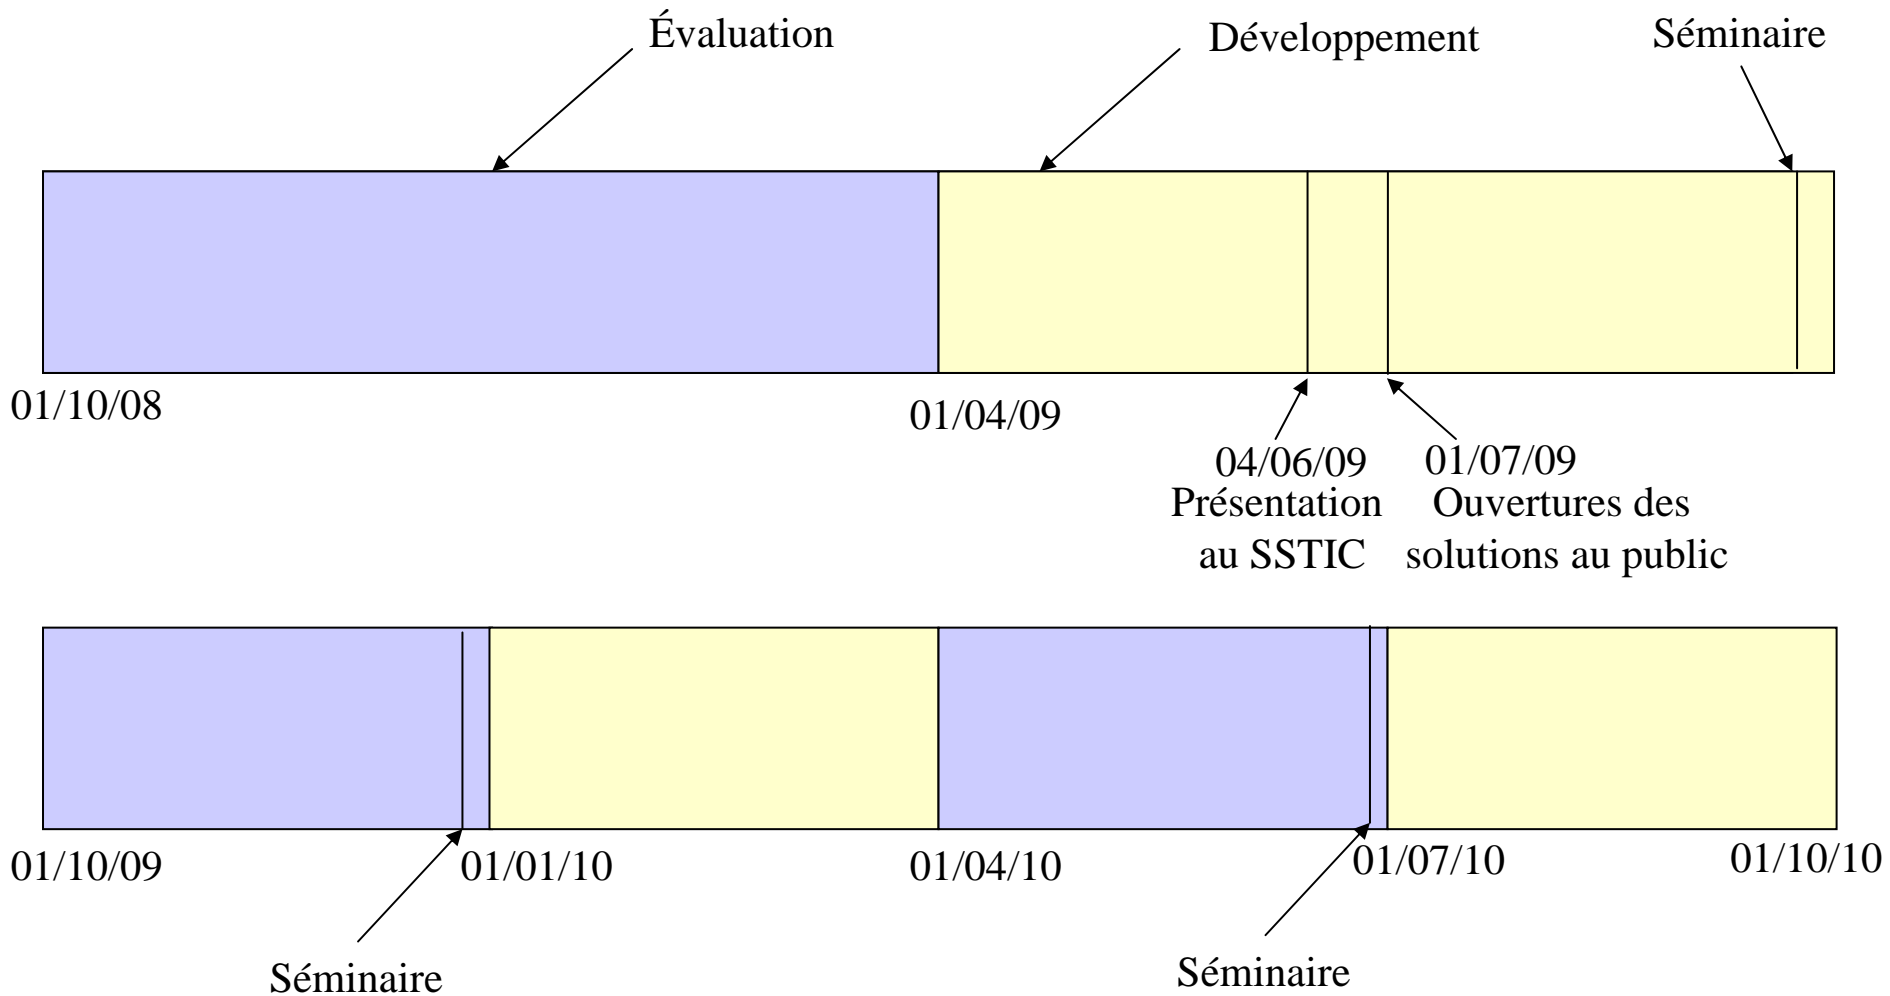 Évaluation
Développement
Séminaire
01/10/08
01/04/09
04/06/09
Présentation
au SSTIC
01/07/09
Ouvertures des
solutions au public
01/10/09
01/01/10
01/04/10
01/07/10
01/10/10
Séminaire
Séminaire